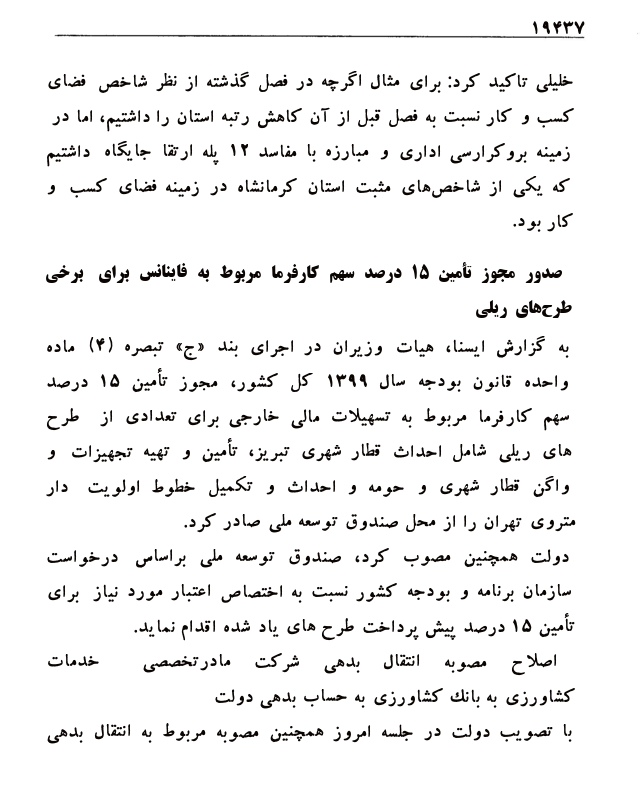 ۱۹۴۳۷
خلیلی تاکید کرد: برای مثال اگرچه در فصل گذشته از نظر شاخص فضای
کسب و کار نسبت به فصل قبل از آن کاهش رتبه استان را داشتیم، اما در
زمینه بروکرارسی اداری و مبارزه با مفاسد ۱۲ پله ارتقا جایگاه داشتیم
که یکی از شاخص‌های مثبت استان کرمانشاه در زمینه فضای کسب و
کار بود.
صدور مجوز تأمین ۱۵ درصد سهم کارفرما مربوط به فاینانس برای برخی
طرح‌های ریلی
به گزارش ایسنا، هیات وزیران در اجرای بند «ج» تبصره (۴) ماده
واحده قانون بودجه سال ۱۳۹۹ کل کشور، مجوز تأمین ۱۵ درصد
سهم کارفرما مربوط به تسهیلات مالی خارجی برای تعدادی از طرح
های ریلی شامل احداث قطار شهری تبریز، تأمین و تهیه تجهیزات و
واگن قطار شهری و حومه و احداث و تکمیل خطوط اولویت دار
متروی تهران را از محل صندوق توسعه ملی صادر کرد.
دولت همچنین مصوب کرد، صندوق توسعه ملی براساس درخواست
سازمان برنامه و بودجه کشور نسبت به اختصاص اعتبار مورد نیاز برای
تأمین ۱۵ درصد پیش پرداخت طرح های یاد شده اقدام نماید.
اصلاح مصوبه انتقال بدهی شرکت مادرتخصصی خدمات
کشاورزی به بانک کشاورزی به حساب بدهی دولت
با تصویب دولت در جلسه امروز همچنین مصوبه مربوط به انتقال بدهی